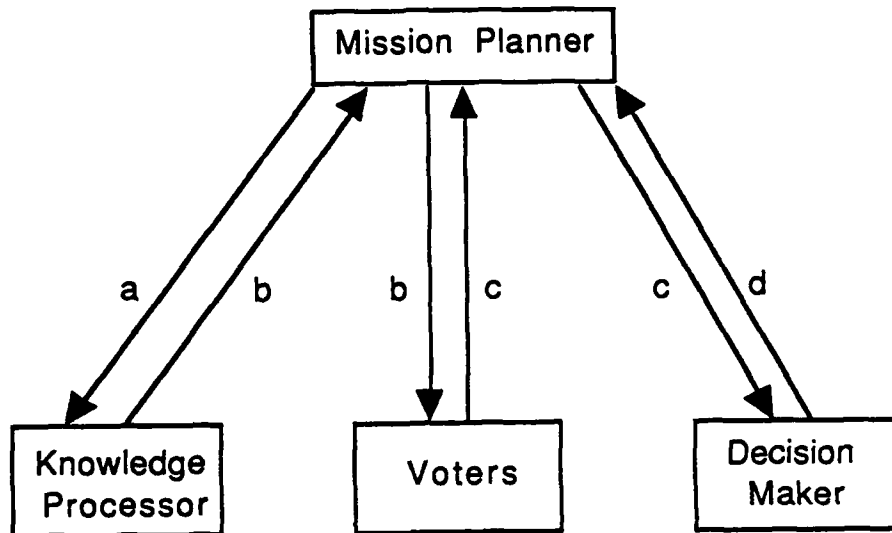 Mission Planner
a
b
b
c
c
d
Knowledge
Processor
Voters
Decision
Maker